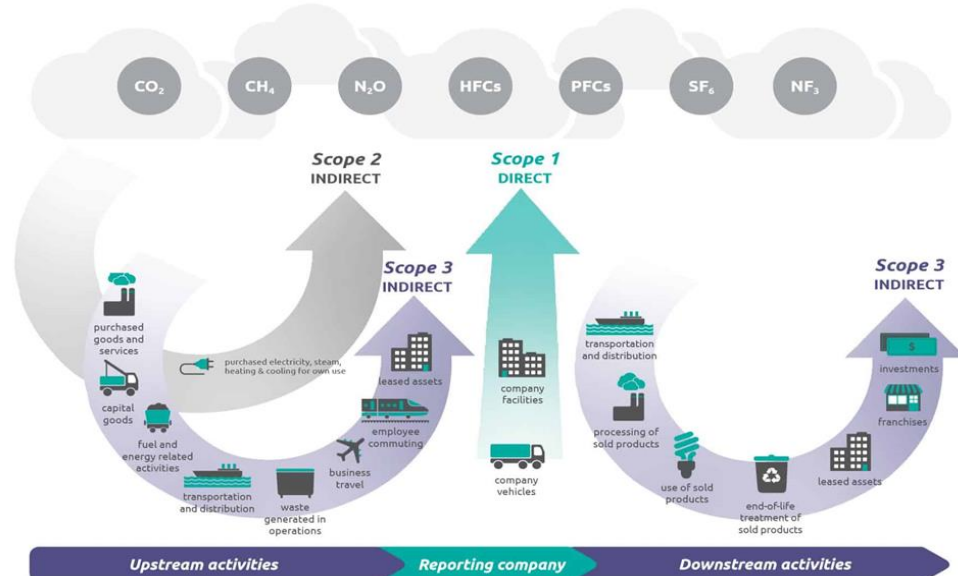 CO₂ CH₄ N₂O HFCs PFCs SF₆ NF₃
Scope 2
INDIRECT
Scope 1
DIRECT
Scope 3
INDIRECT
Scope 3
INDIRECT
purchased
goods and
services
capital
goods
fuel and
energy related
activities
transportation
and distribution
waste
generated in
operations
business
travel
employee
commuting
leased assets
purchased electricity, steam,
heating & cooling for own use
company
facilities
company
vehicles
transportation
and distribution
processing of
sold products
use of sold
products
end-of-life
treatment of
sold products
leased assets
franchises
$
investments
Upstream activities
Reporting company
Downstream activities